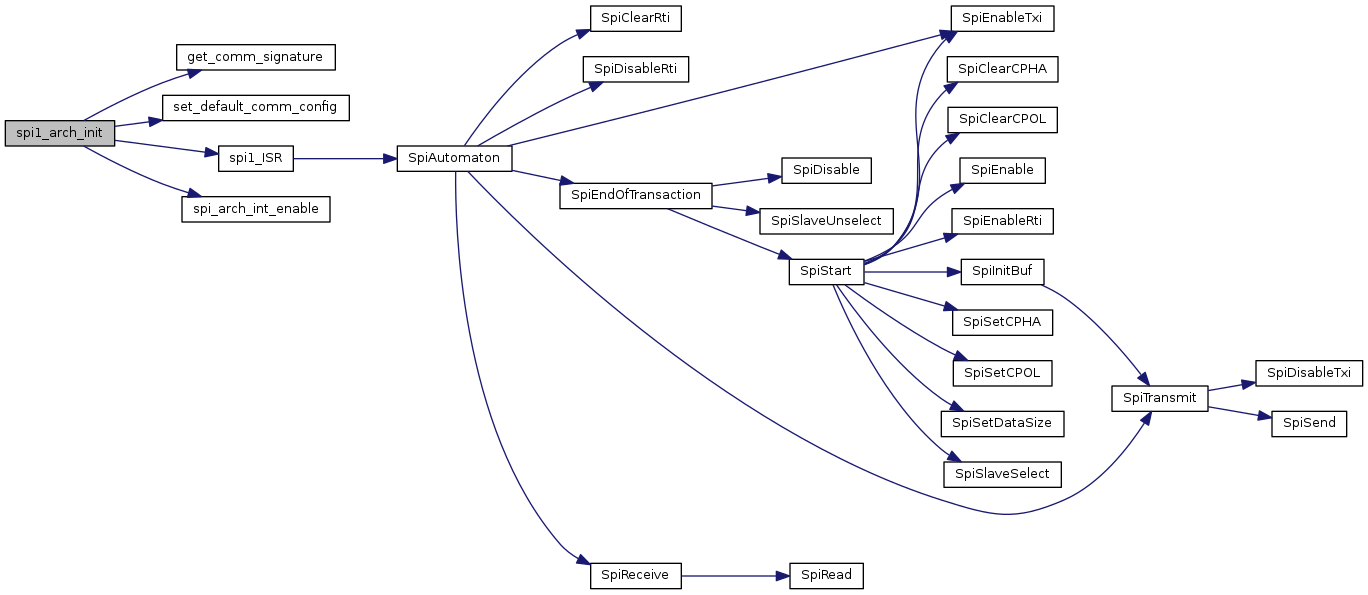 spi1_arch_init
get_comm_signature
set_default_comm_config
spi1_ISR
spi_arch_int_enable
SpiAutomaton
SpiClearRti
SpiDisableRti
SpiEndOfTransaction
SpiReceive
SpiDisable
SpiSlaveUnselect
SpiStart
SpiRead
SpiEnableTxi
SpiClearCPHA
SpiClearCPOL
SpiEnable
SpiEnableRti
SpiInitBuf
SpiSetCPHA
SpiSetCPOL
SpiSetDataSize
SpiSlaveSelect
SpiTransmit
SpiDisableTxi
SpiSend